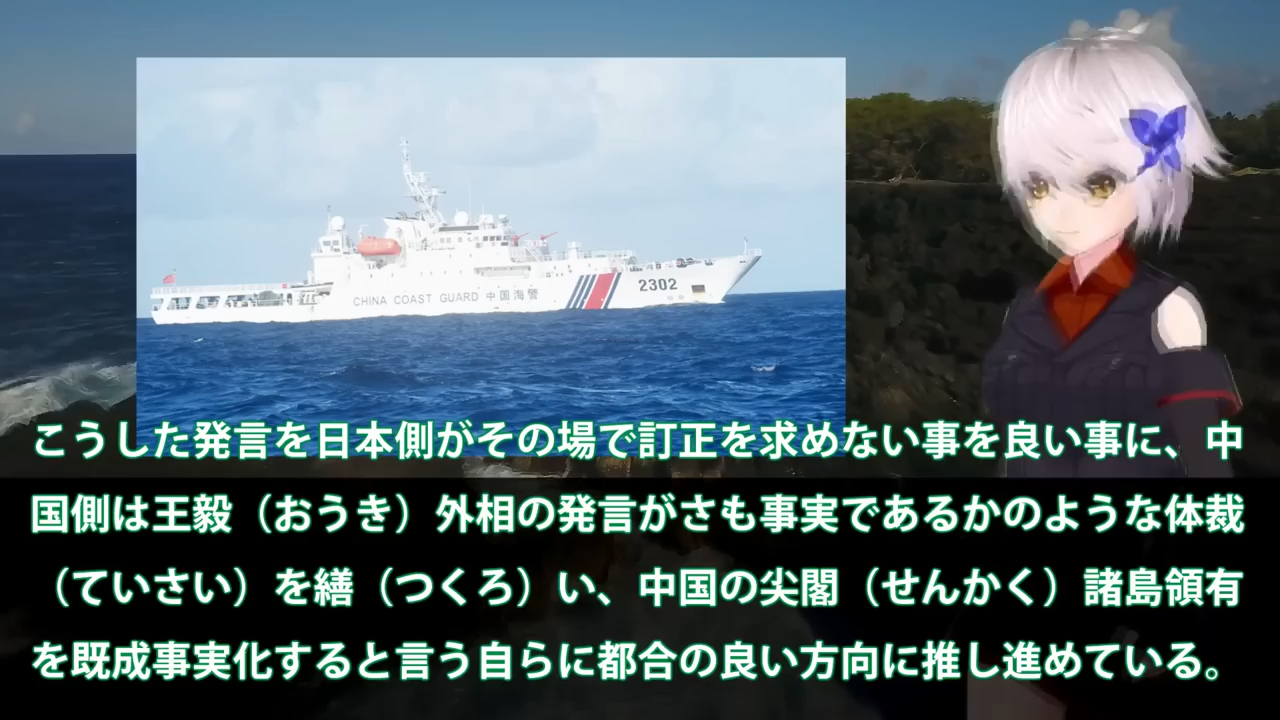 CHINA COAST GUARD 中国海警
2302
こうした発言を日本側がその場で訂正を求めない事を良い事に、中
国側は王毅（おうき）外相の発言がさも事実であるかのような体裁
（ていさい）を繕（つくろ）い、中国の尖閣（せんかく）諸島領有
を既成事実化すると言う自らに都合の良い方向に推し進めている。